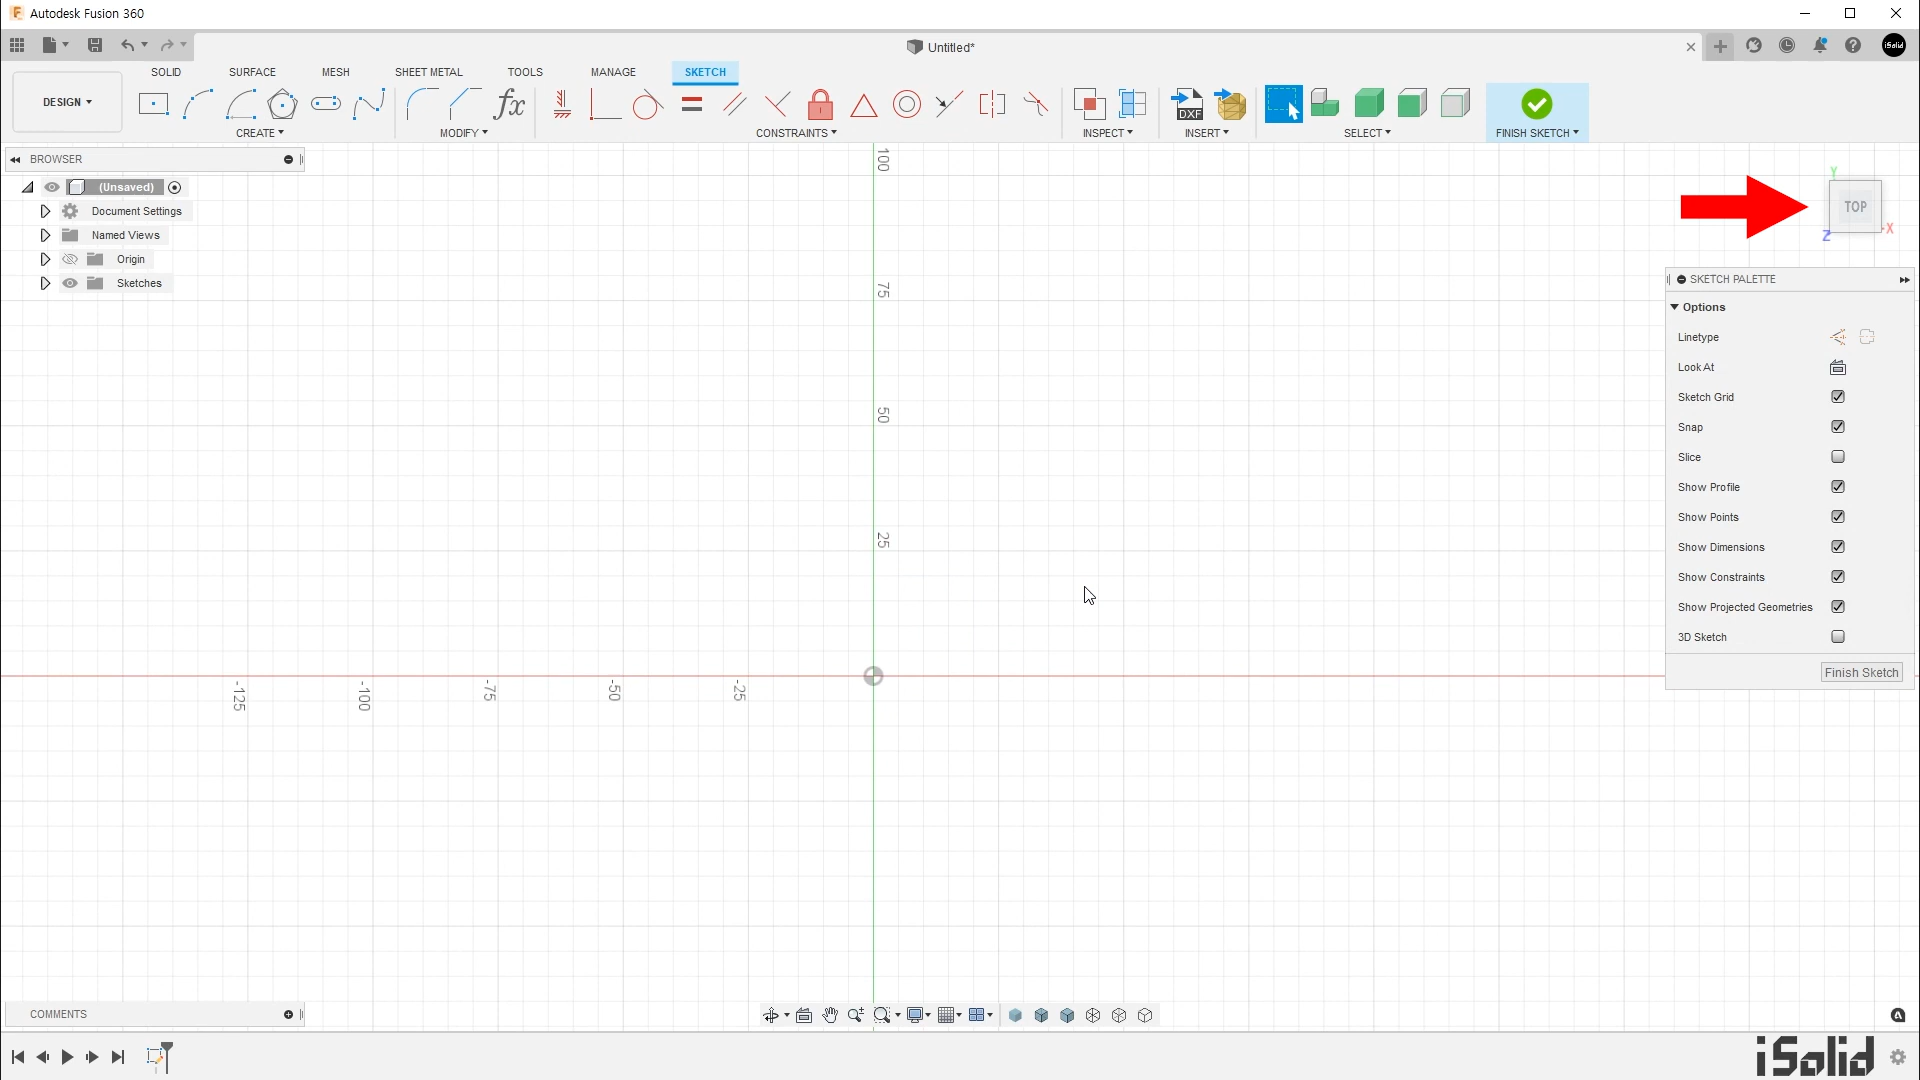 Autodesk Fusion 360
Untitled*
iSolid
SOLID SURFACE MESH SHEET METAL TOOLS MANAGE SKETCH
DESIGN
fx
DXF
CREATE MODIFY CONSTRAINTS INSPECT INSERT SELECT FINISH SKETCH
BROWSER
(Unsaved)
Document Settings
Named Views
Origin
Sketches
100
75
50
25
-125 -100 -75 -50 -25
Y
TOP
X
Z
SKETCH PALETTE
Options
Linetype
Look At
Sketch Grid
Snap
Slice
Show Profile
Show Points
Show Dimensions
Show Constraints
Show Projected Geometries
3D Sketch
Finish Sketch
COMMENTS
iSolid